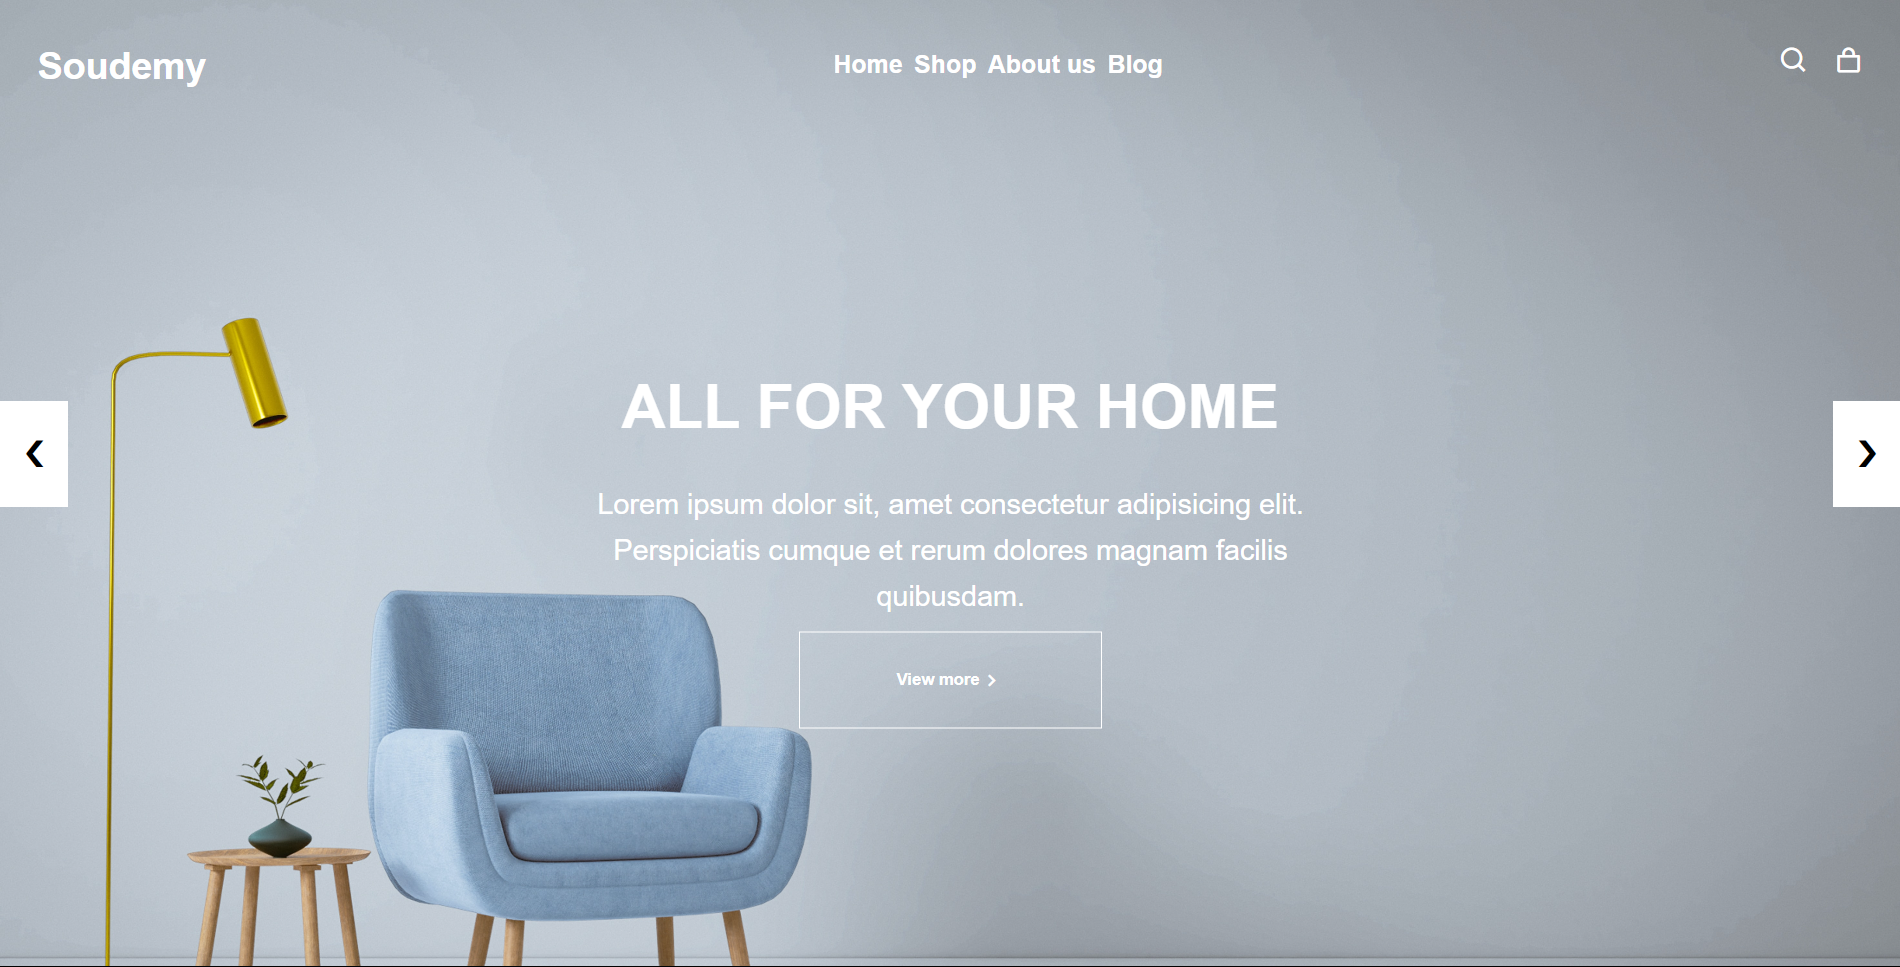 Soudemy
Home Shop About us Blog
ALL FOR YOUR HOME
Lorem ipsum dolor sit, amet consectetur adipisicing elit.
Perspiciatis cumque et rerum dolores magnam facilis
quibusdam.
View more